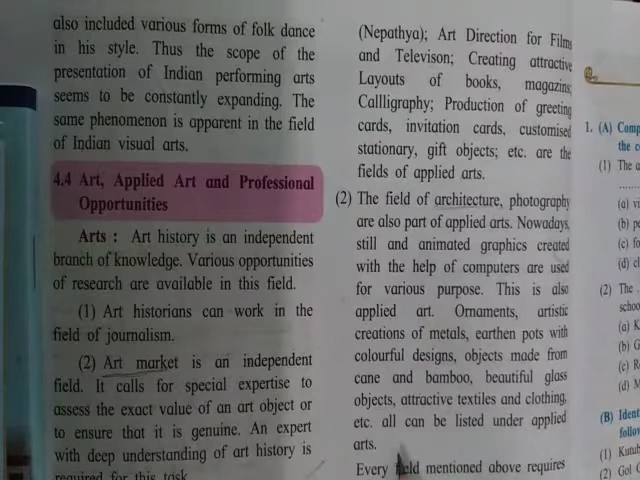 also included various forms of folk dance
in his style. Thus the scope of the
presentation of Indian performing arts
seems to be constantly expanding. The
same phenomenon is apparent in the field
of Indian visual arts.
4.4 Art, Applied Art and Professional
Opportunities
Arts : Art history is an independent
branch of knowledge. Various opportunities
of research are available in this field.
(1) Art historians can work in the
field of journalism.
(2) Art market is an independent
field. It calls for special expertise to
assess the exact value of an art object or
to ensure that it is genuine. An expert
with deep understanding of art history is
required for this task
(Nepathya); Art Direction for Films
and Televison; Creating attractive
Layouts of books, magazins;
Callligraphy; Production of greeting
cards, invitation cards, customised
stationary, gift objects; etc. are the
fields of applied arts.
(2) The field of architecture, photography
are also part of applied arts. Nowadays,
still and animated graphics created
with the help of computers are used
for various purpose. This is also
applied art. Ornaments, artistic
creations of metals, earthen pots with
colourful designs, objects made from
cane and bamboo, beautiful glass
objects, attractive textiles and clothing,
etc. all can be listed under applied
arts.
Every field mentioned above requires
1. (A)
the
(1) The
(a)
(b)
(c)
(d)
(2) The
(a)
(b)
(c)
(d)
(B)
(1)
(2) Gol